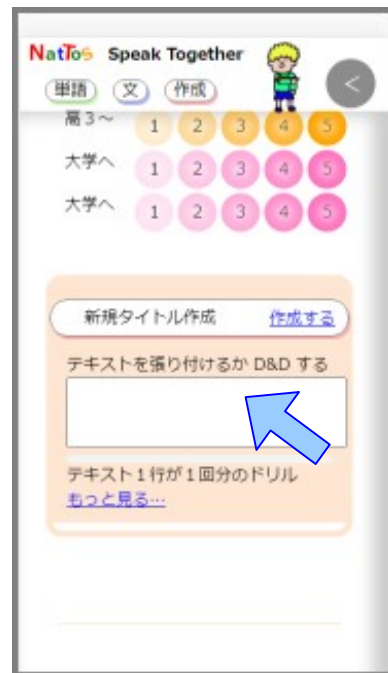 NatTos Speak Together
単語 文 作成 <
高3〜 1 2 3 4 5
大学へ 1 2 3 4 5
大学へ 1 2 3 4 5
新規タイトル作成 作成する
テキストを張り付けるか D&D する
テキスト1行が1回分のドリル
もっと見る…